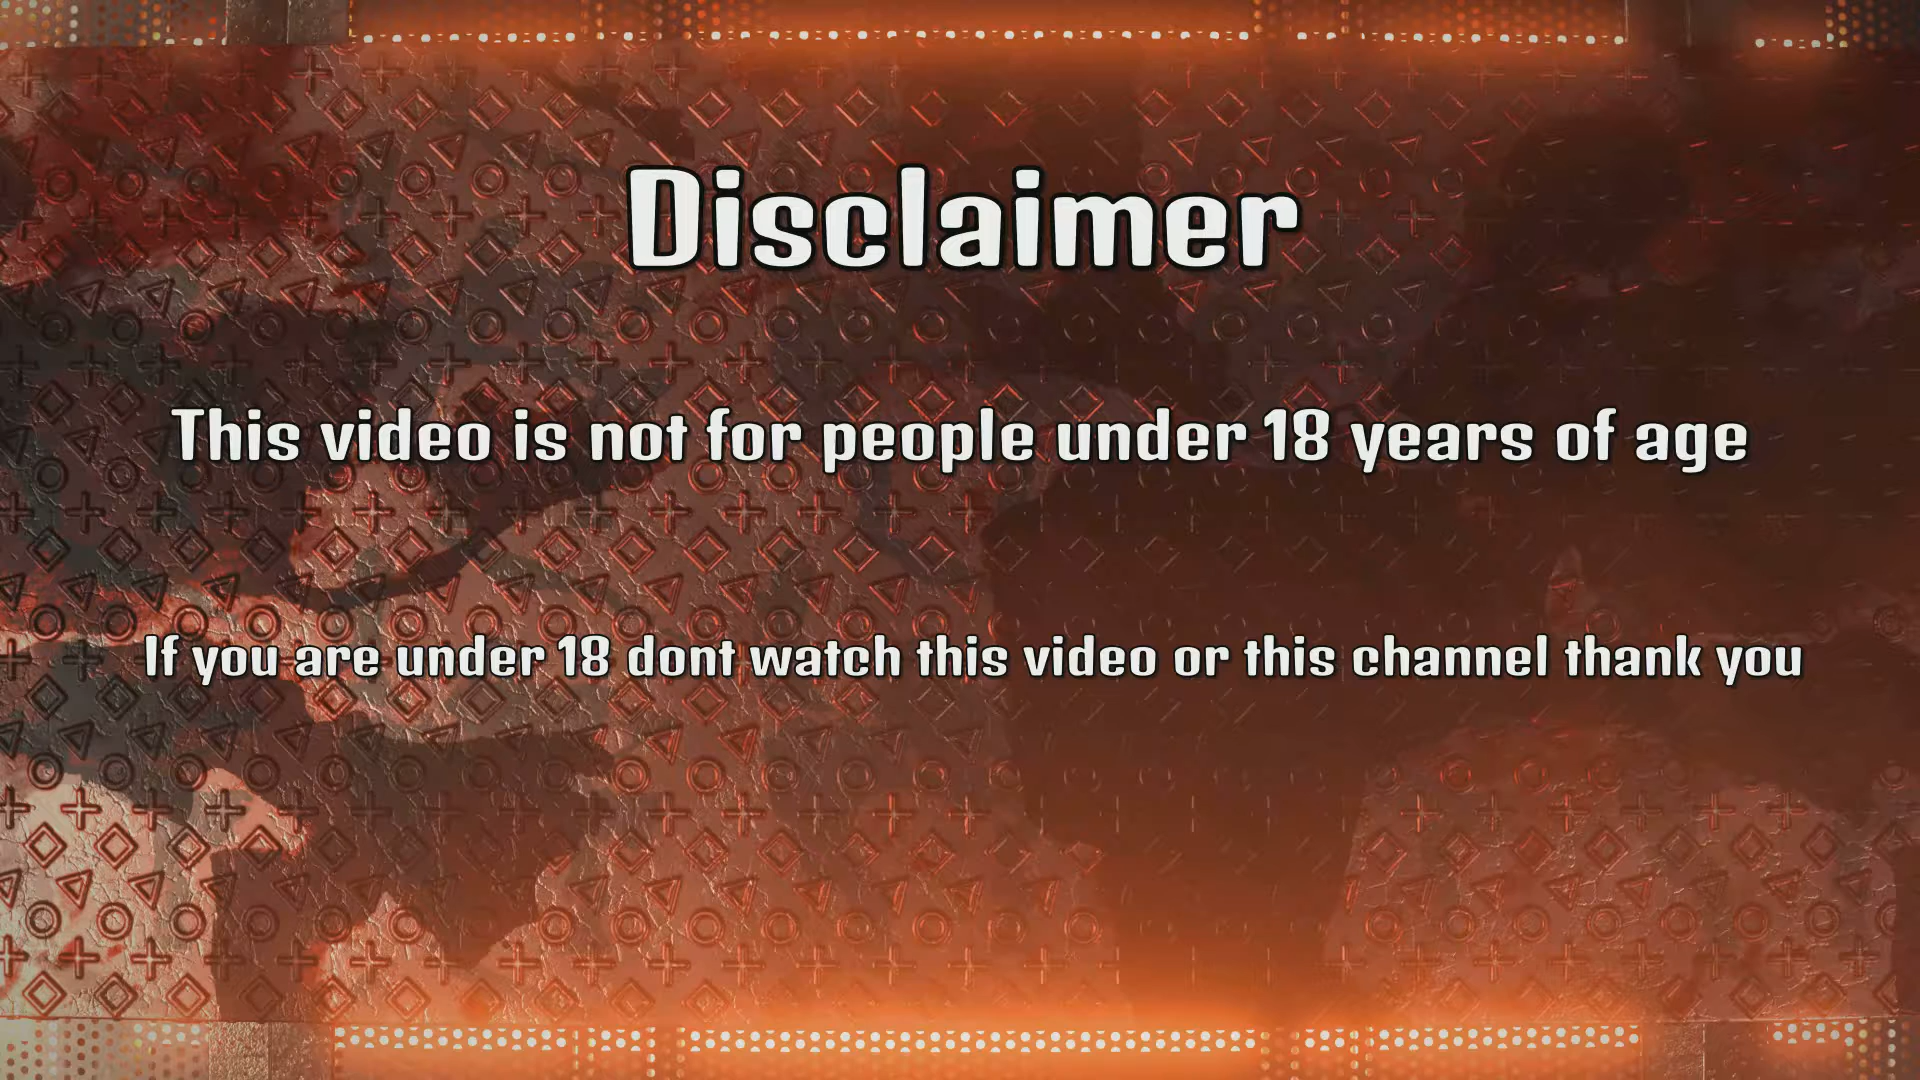 Disclaimer
This video is not for people under 18 years of age
If you are under 18 dont watch this video or this channel thank you